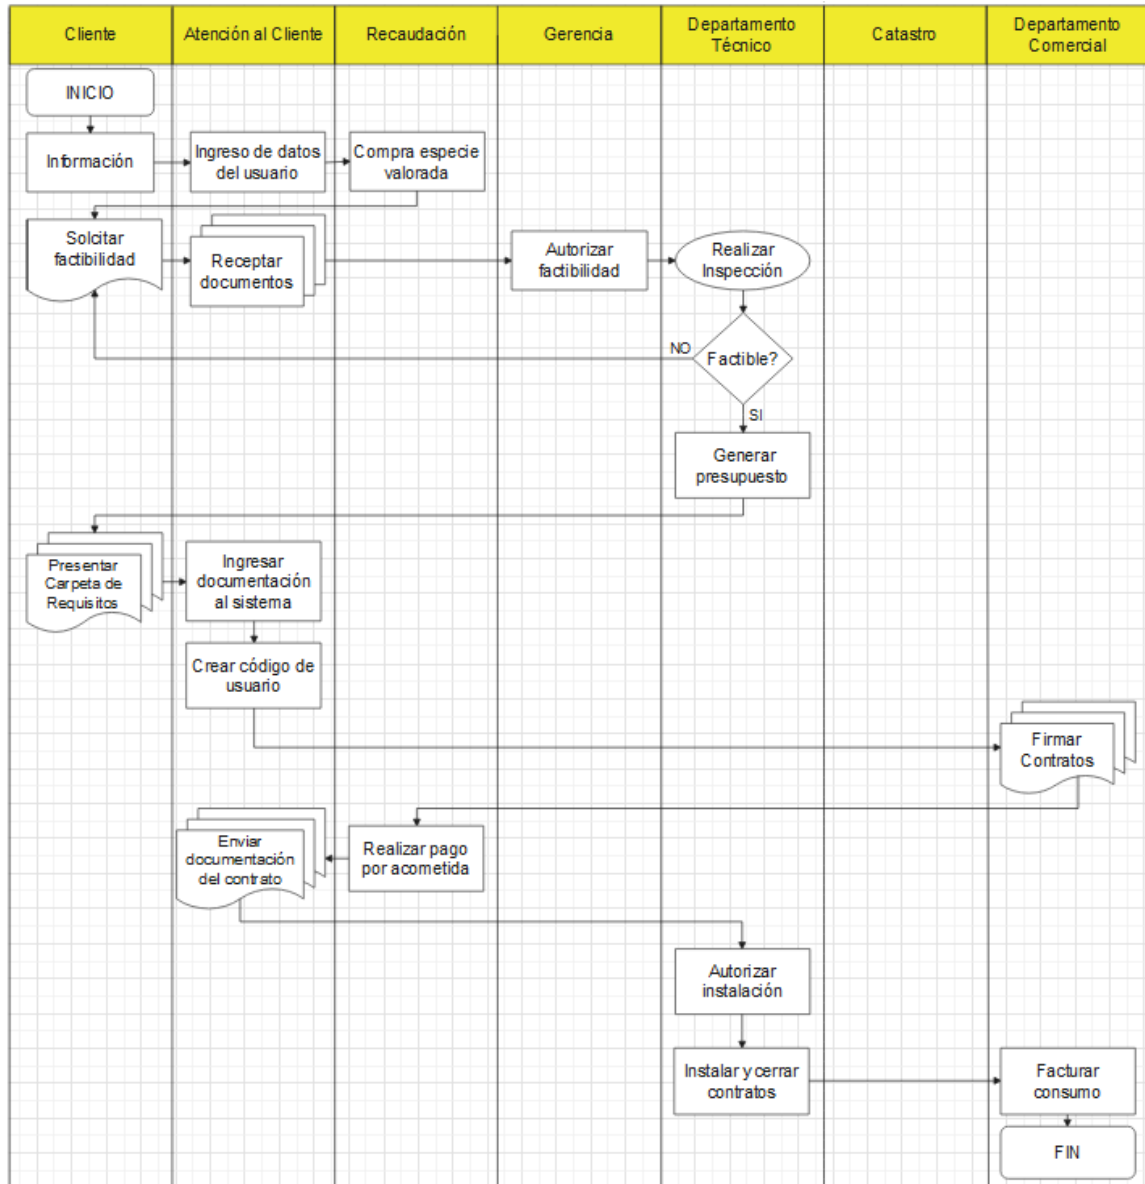 Cliente
Atención al Cliente
Recaudación
Gerencia
Departamento
Técnico
Catastro
Departamento
Comercial
INICIO
Información
Ingreso de datos
del usuario
Compra especie
valorada
Solcitar
factibilidad
Receptar
documentos
Autorizar
factibilidad
Realizar
Inspección
NO
Factible?
SI
Generar
presupuesto
Presentar
Carpeta de
Requisitos
Ingresar
documentación
al sistema
Crear código de
usuario
Firmar
Contratos
Enviar
documentación
del contrato
Realizar pago
por acometida
Autorizar
instalación
Instalar y cerrar
contratos
Facturar
consumo
FIN